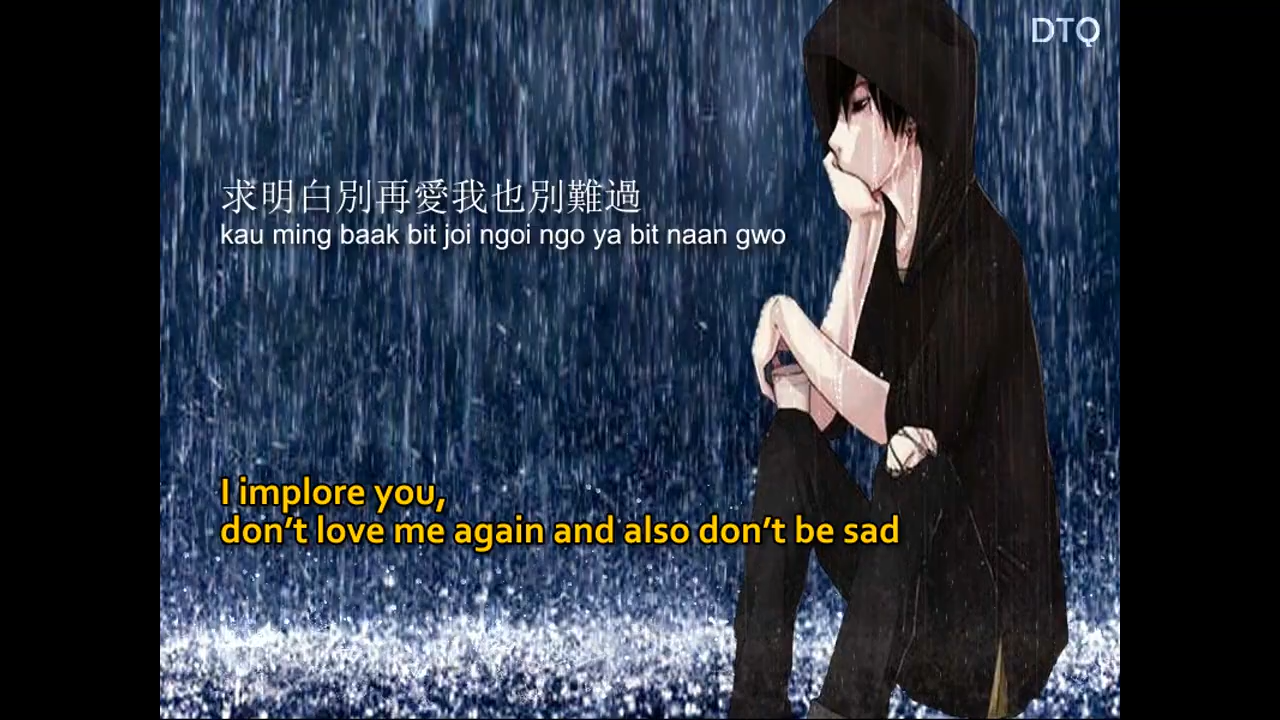 DTQ
求明白別再愛我也別難過
kau ming baak bit joi ngoi ngo ya bit naan gwo
I implore you,
don't love me again and also don't be sad